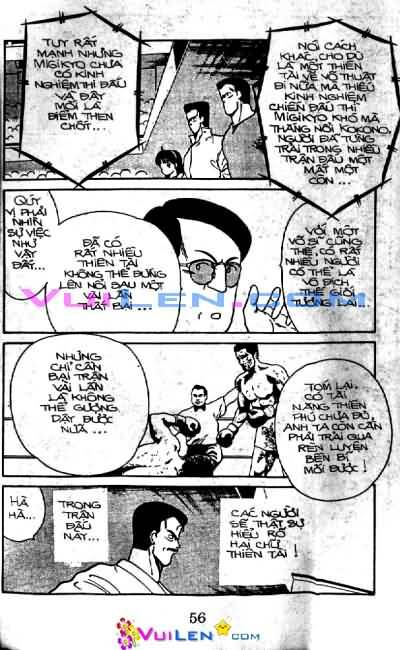 TUY RẤT
MẠNH NHƯNG
MIGIKYO CHƯA
CÓ KINH
NGHIỆM THI ĐẤU
VÀ ĐÂY
MỚI LÀ
ĐIỂM THEN
CHỐT...
NÓI CÁCH
KHÁC, CHO DÙ
LÀ MỘT THIÊN
TÀI VỀ VÕ THUẬT
ĐI NỮA MÀ THIẾU
KINH NGHIỆM
CHIẾN ĐẤU THÌ
MIGIKYO KHÓ MÀ
THẮNG NỔI KOKONO,
NGƯỜI ĐÃ TỪNG
TRẢI TRONG NHIỀU
TRẬN ĐẤU MỘT
MẤT MỘT
CÒN...
QUÝ
VỊ PHẢI
NHÌN
SỰ VIỆC
NHƯ
VẬY
ĐẤY...
ĐÃ CÓ
RẤT NHIỀU
THIÊN TÀI
KHÔNG THỂ ĐỨNG
LÊN NỔI SAU MỘT
VÀI LẦN
THẤT BẠI...
VỚI MỘT
VÕ SĨ CŨNG
THẾ, CÓ RẤT
NHIỀU NGƯỜI
CÓ THỂ LÀ
VÔ ĐỊCH
THẾ GIỚI
TƯƠNG LAI
VUILEN.COM
NHƯNG
CHỈ CẦN
BẠI TRẬN
VÀI LẦN
LÀ KHÔNG
THỂ GƯỢNG
DẬY ĐƯỢC
NỮA...
TÓM LẠI,
CÓ TÀI
NĂNG THIÊN
PHÚ CHƯA ĐỦ,
ANH TA CÒN CẦN
PHẢI TRẢI QUA
RÈN LUYỆN
BỀN BỈ
MỚI ĐƯỢC!
HÀ
HÀ...
TRONG
TRẬN
ĐẤU
NÀY...
CÁC NGƯỜI
SẼ THẬT SỰ
HIỂU RÕ
HAI CHỮ
THIÊN TÀI!
56
VUILEN.COM